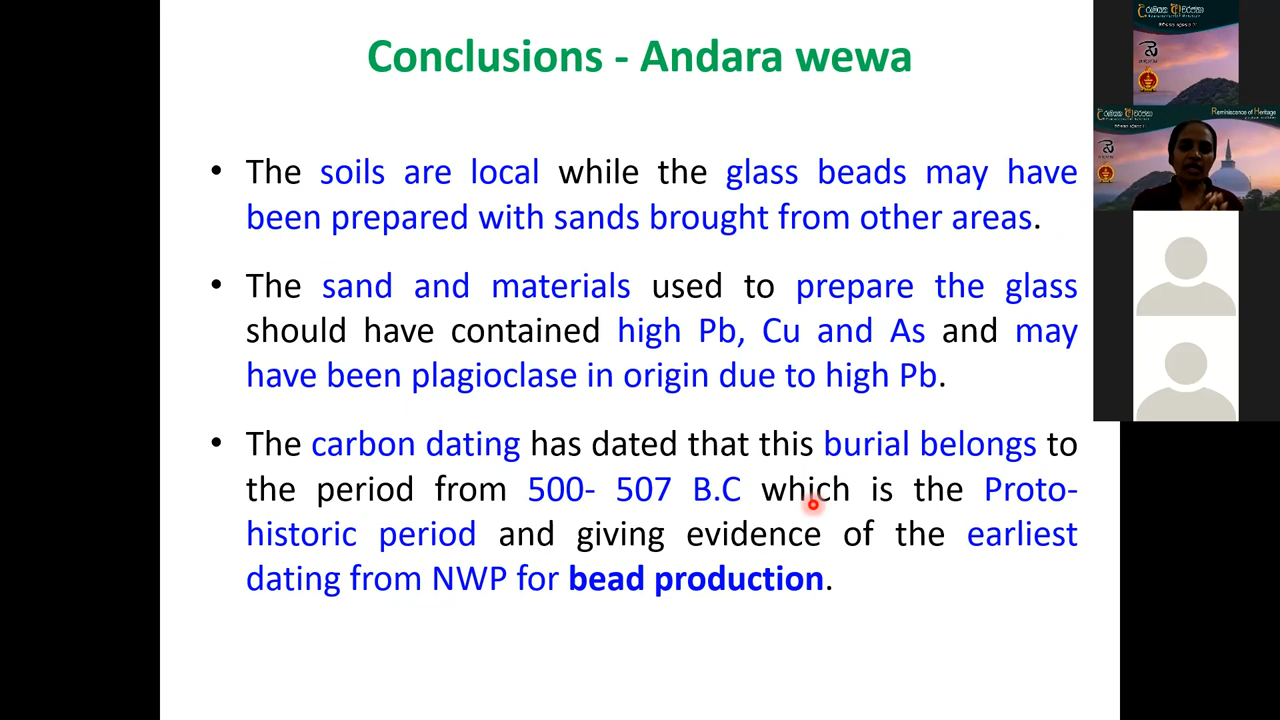 Conclusions - Andara wewa
• The soils are local while the glass beads may have
been prepared with sands brought from other areas.
• The sand and materials used to prepare the glass
should have contained high Pb, Cu and As and may
have been plagioclase in origin due to high Pb.
• The carbon dating has dated that this burial belongs to
the period from 500- 507 B.C which is the Proto-
historic period and giving evidence of the earliest
dating from NWP for bead production.
Reminiscence of Heritage